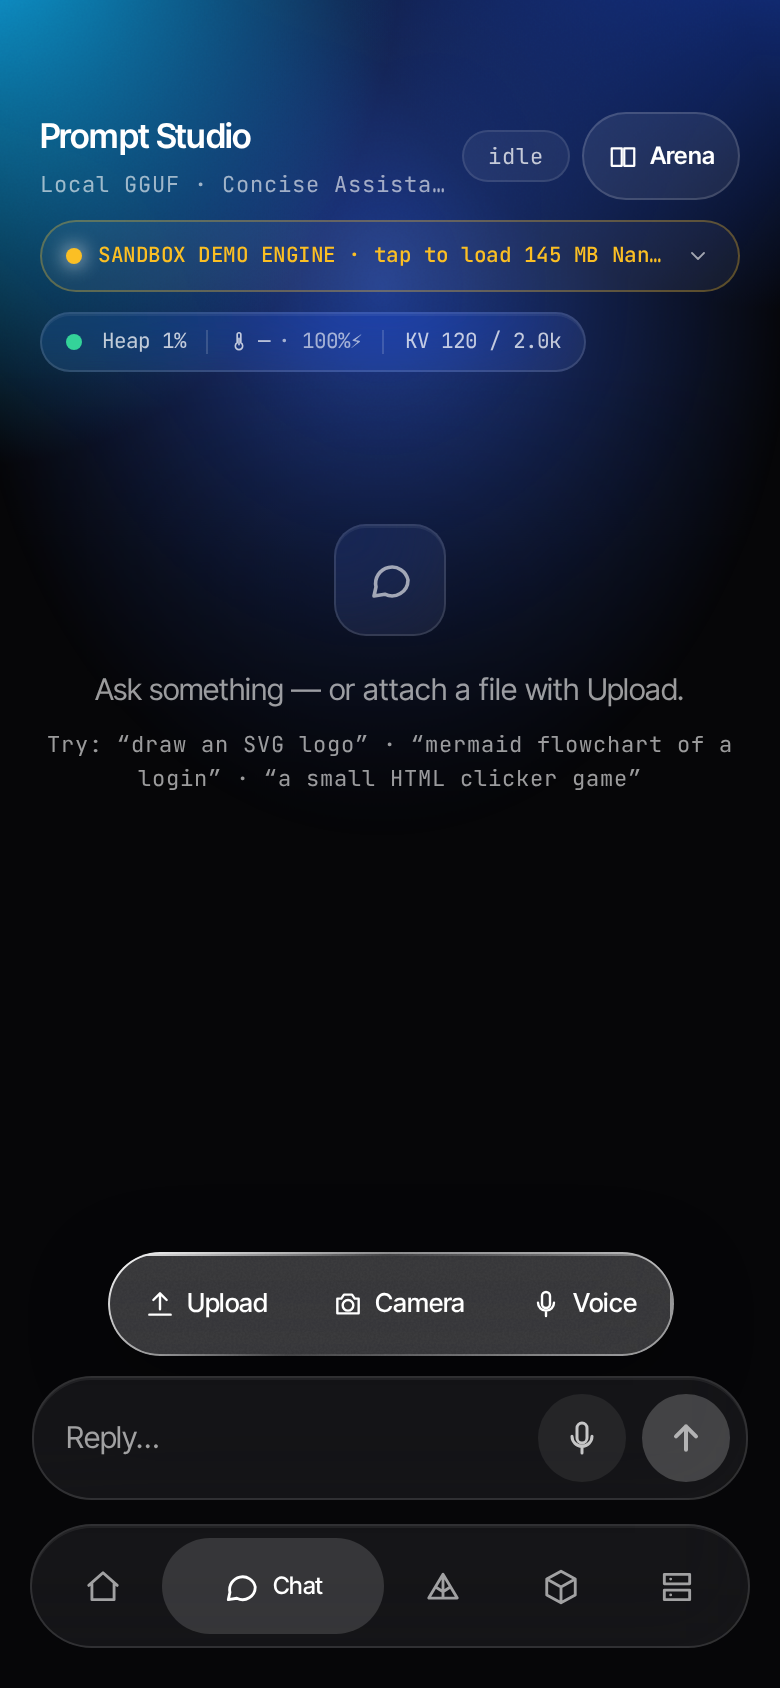 Prompt Studio
Local GGUF · Concise Assista…
idle
Arena
SANDBOX DEMO ENGINE · tap to load 145 MB Nan…
Heap 1% — · 100%⚡ KV 120 / 2.0k
Ask something — or attach a file with Upload.
Try: “draw an SVG logo” · “mermaid flowchart of a
login” · “a small HTML clicker game”
Upload Camera Voice
Reply…
Chat